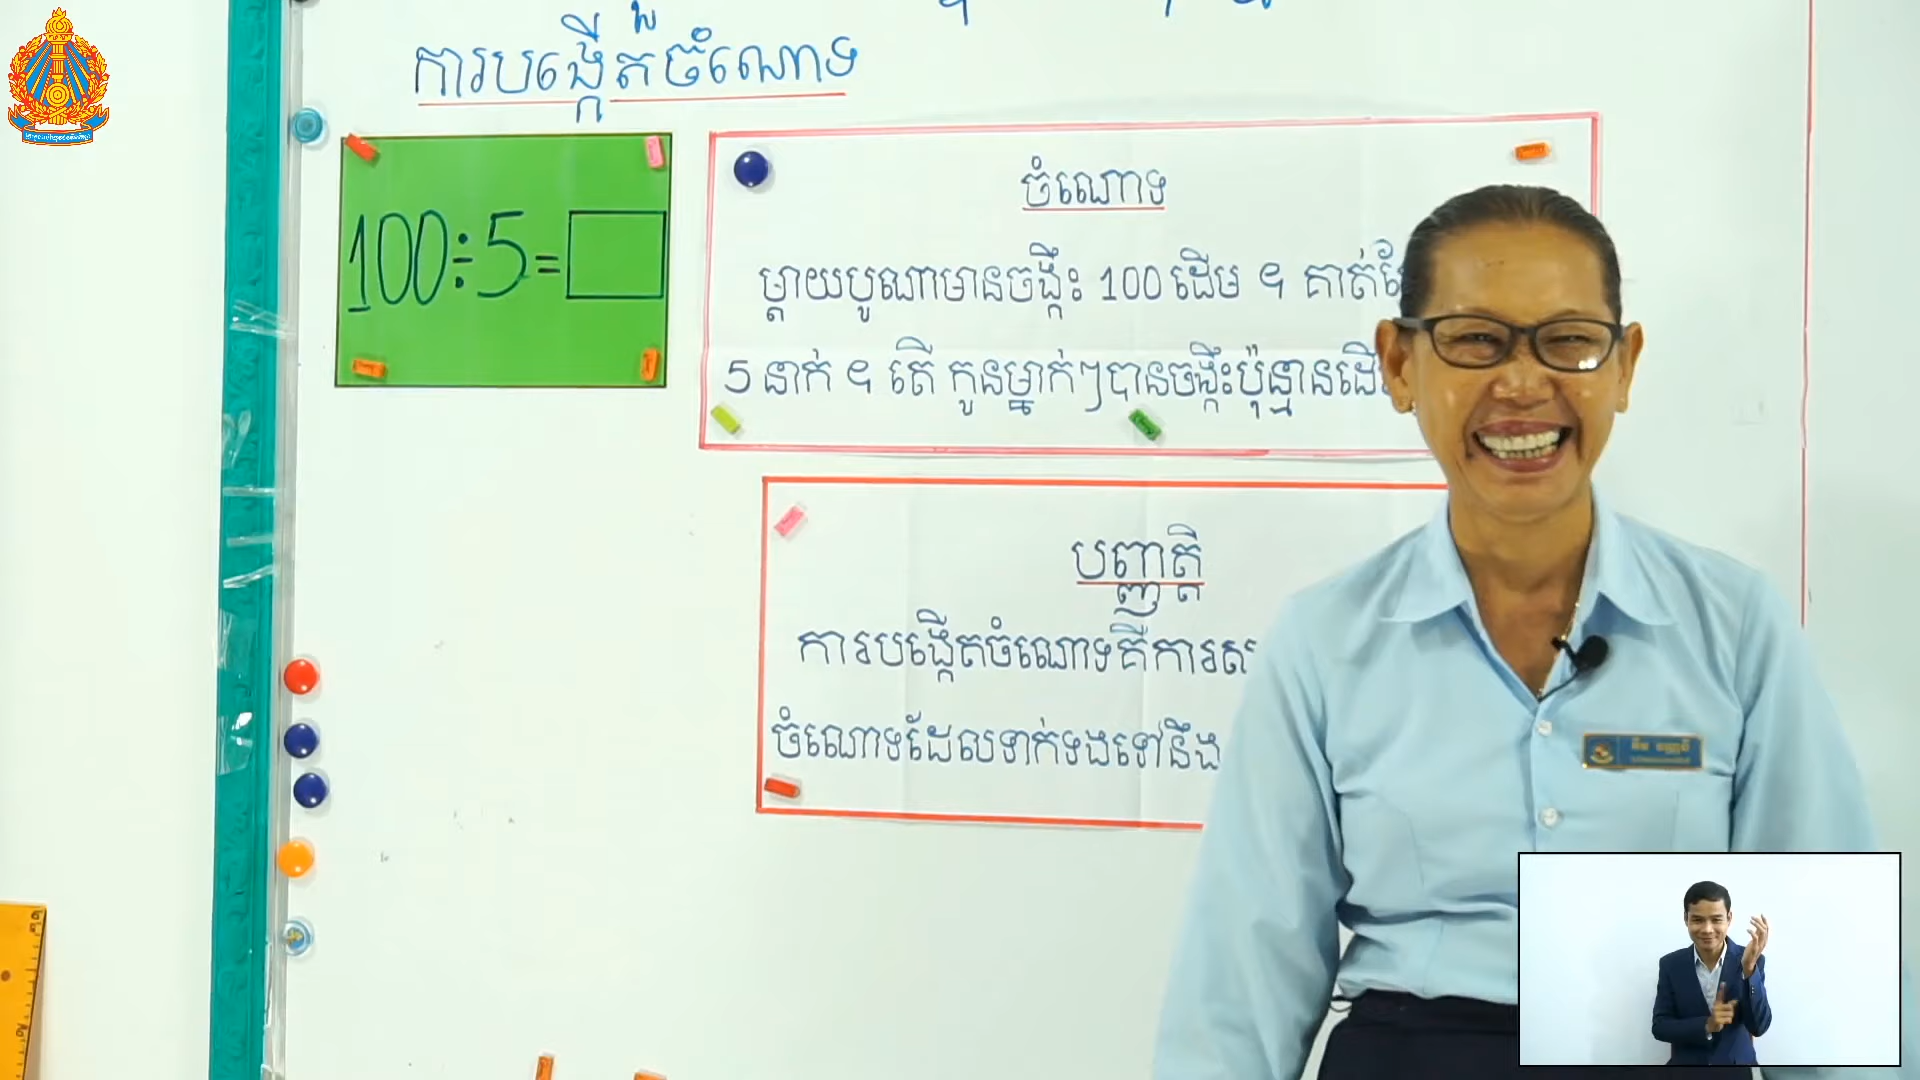 ការបង្កើតចំណោទ
100÷5=
ចំណោទ
ម្ដាយបូណាមានចង្កឹះ 100 ដើម ។ គាត់
5 នាក់ ។ តើ កូនម្នាក់ៗបានចង្កឹះប៉ុន្មានដើ
បញ្ញត្តិ
ការបង្កើតចំណោទគឺការ
ចំណោទដែលទាក់ទងទៅនឹង